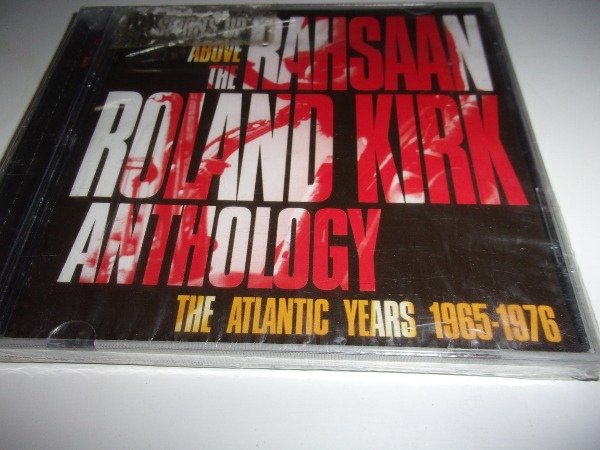 ABOVE
THE RAHSAAN
ROLAND KIRK
ANTHOLOGY
THE ATLANTIC YEARS 1965-1976